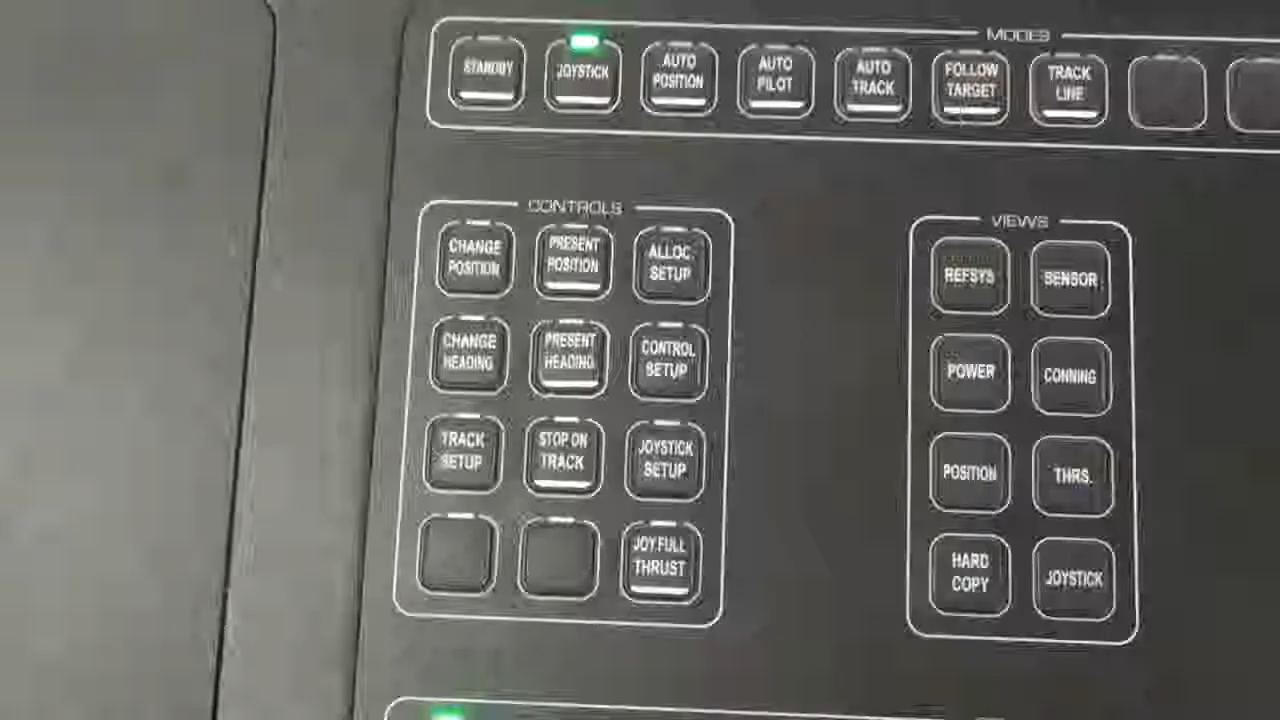 MODES
STANDBY
JOYSTICK
AUTO
POSITION
AUTO
PILOT
AUTO
TRACK
FOLLOW
TARGET
TRACK
LINE
CONTROLS
CHANGE
POSITION
PRESENT
POSITION
ALLOC
SETUP
CHANGE
HEADING
PRESENT
HEADING
CONTROL
SETUP
TRACK
SETUP
STOP ON
TRACK
JOYSTICK
SETUP
JOY.FULL
THRUST
VIEWS
REFSYS
SENSOR
POWER
CONNING
POSITION
THRS.
HARD
COPY
JOYSTICK